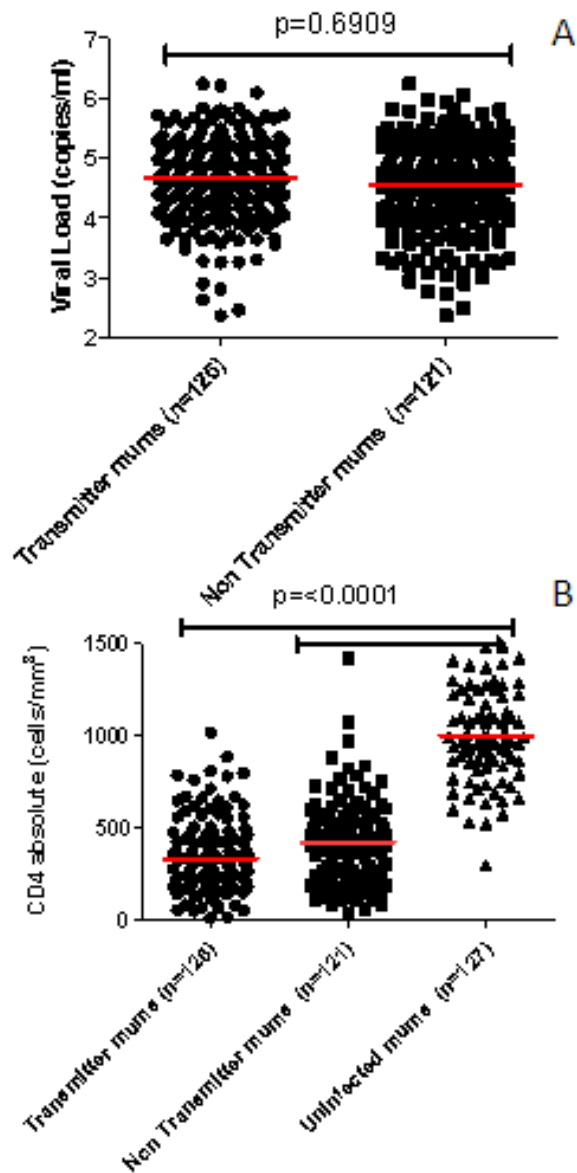 p=0.6909
A
Viral Load (copies/ml)
7
6
5
4
3
2
Transmitter mums (n=126)
Non Transmitter mums (n=121)
p=<0.0001
B
CD4 absolute (cells/mm³)
1500
1000
500
0
Transmitter mums (n=126)
Non Transmitter mums (n=121)
Uninfected mums (n=127)